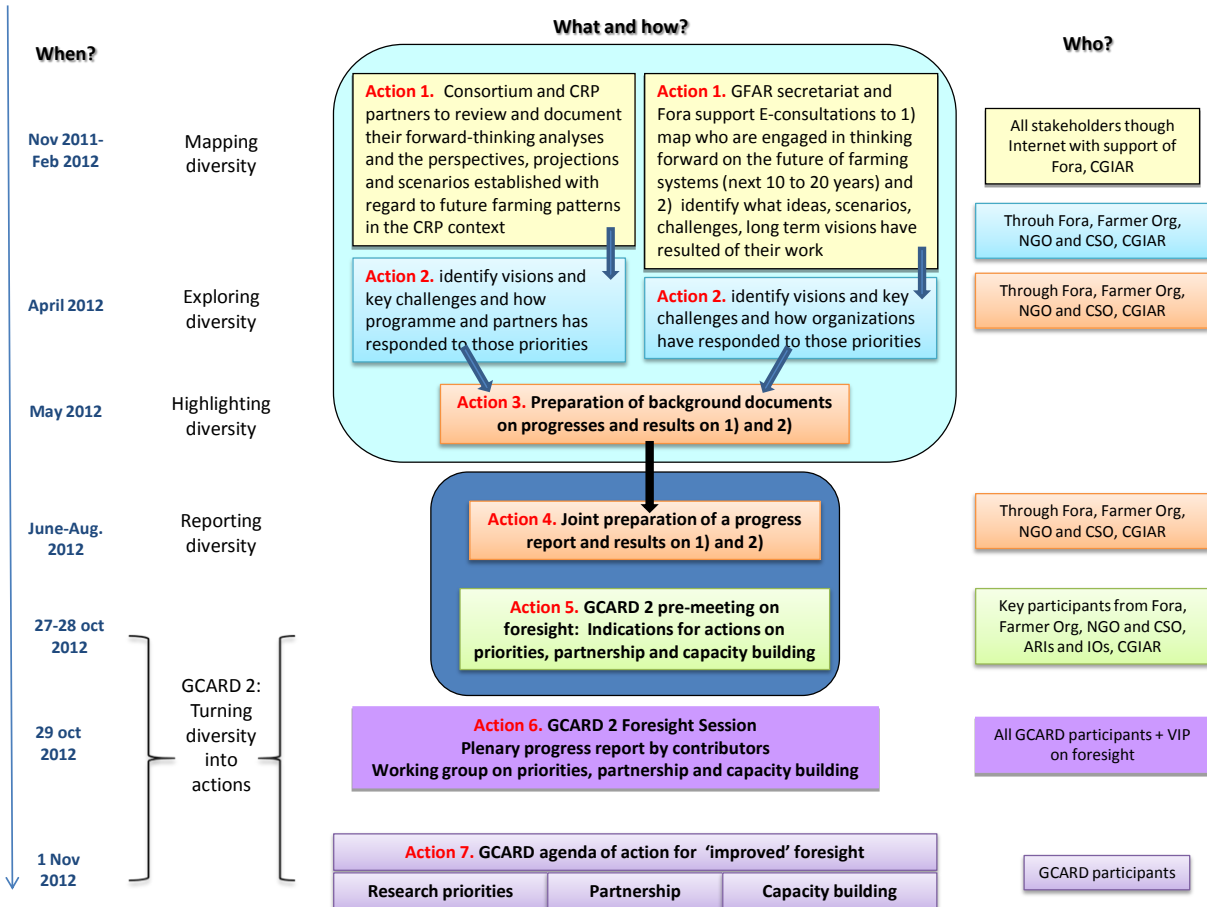 What and how?
When?
Who?
Nov 2011-
Feb 2012
Mapping
diversity
Action 1. Consortium and CRP
partners to review and document
their forward-thinking analyses
and the perspectives, projections
and scenarios established with
regard to future farming patterns
in the CRP context
Action 1. GFAR secretariat and
Fora support E-consultations to 1)
map who are engaged in thinking
forward on the future of farming
systems (next 10 to 20 years) and
2) identify what ideas, scenarios,
challenges, long term visions have
resulted of their work
All stakeholders though
Internet with support of
Fora, CGIAR
Throuh Fora, Farmer Org,
NGO and CSO, CGIAR
April 2012
Exploring
diversity
Action 2. identify visions and
key challenges and how
programme and partners has
responded to those priorities
Action 2. identify visions and key
challenges and how organizations
have responded to those priorities
Through Fora, Farmer Org,
NGO and CSO, CGIAR
May 2012
Highlighting
diversity
Action 3. Preparation of background documents
on progresses and results on 1) and 2)
June-Aug.
2012
Reporting
diversity
Action 4. Joint preparation of a progress
report and results on 1) and 2)
Through Fora, Farmer Org,
NGO and CSO, CGIAR
27-28 oct
2012
Action 5. GCARD 2 pre-meeting on
foresight: Indications for actions on
priorities, partnership and capacity building
Key participants from Fora,
Farmer Org, NGO and CSO,
ARIs and IOs, CGIAR
GCARD 2:
Turning
diversity
into
actions
29 oct
2012
Action 6. GCARD 2 Foresight Session
Plenary progress report by contributors
Working group on priorities, partnership and capacity building
All GCARD participants + VIP
on foresight
1 Nov
2012
Action 7. GCARD agenda of action for ‘improved’ foresight
Research priorities
Partnership
Capacity building
GCARD participants